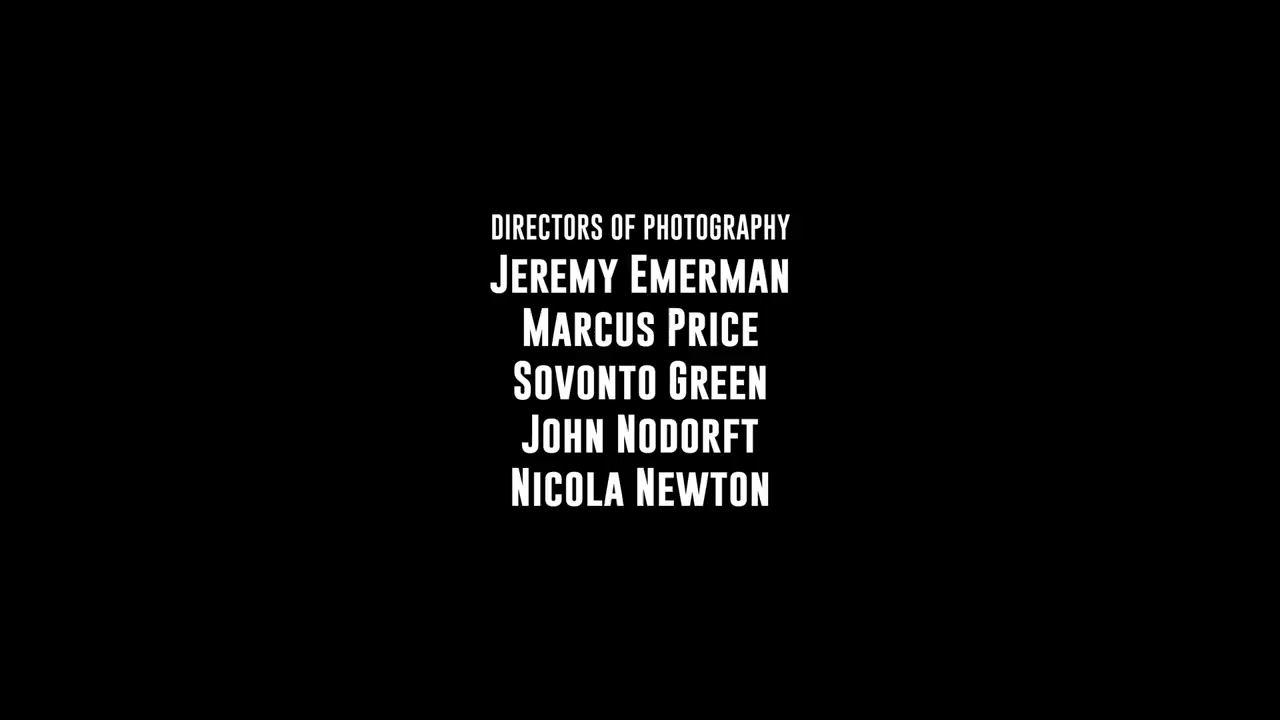 DIRECTORS OF PHOTOGRAPHY
JEREMY EMERMAN
MARCUS PRICE
SOVONTO GREEN
JOHN NODORFT
NICOLA NEWTON